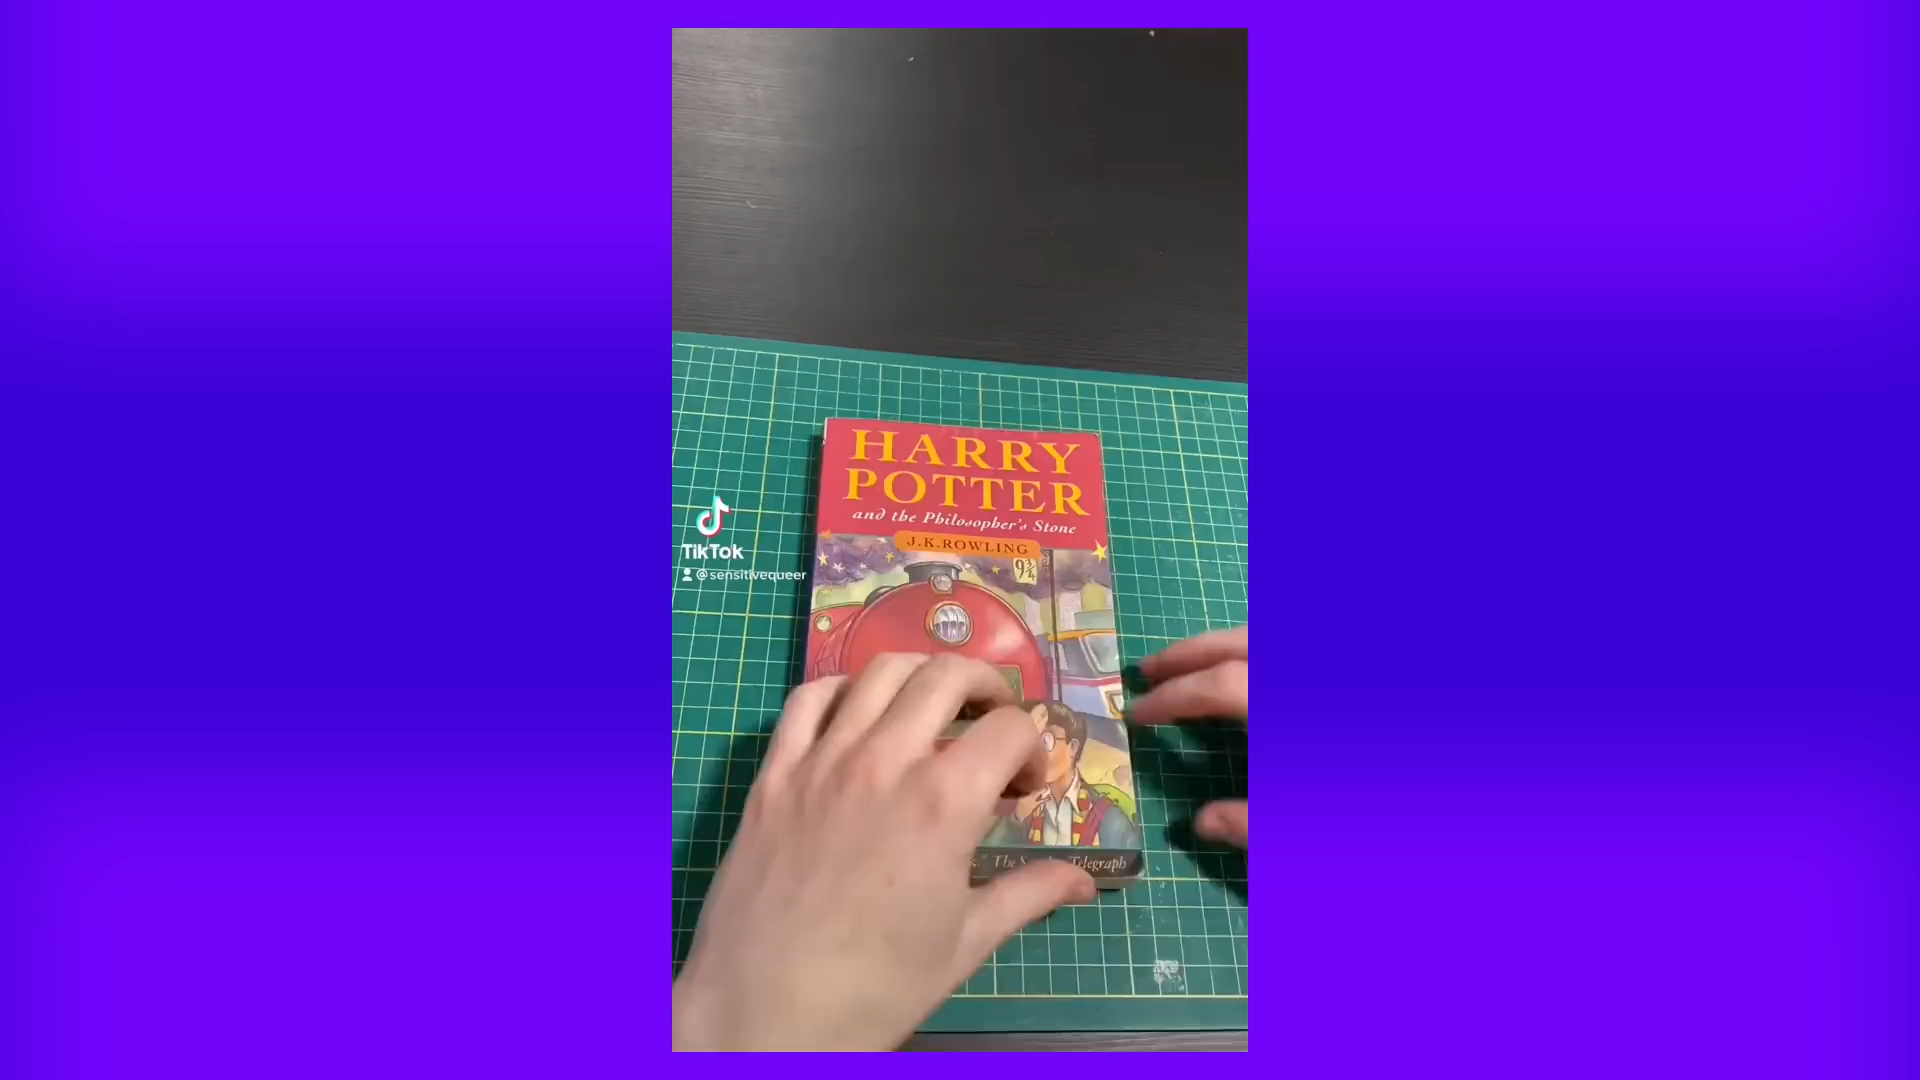 HARRY
POTTER
and the Philosopher's Stone
J.K.ROWLING
9¾
TikTok
@sensitivequeer
The Telegraph